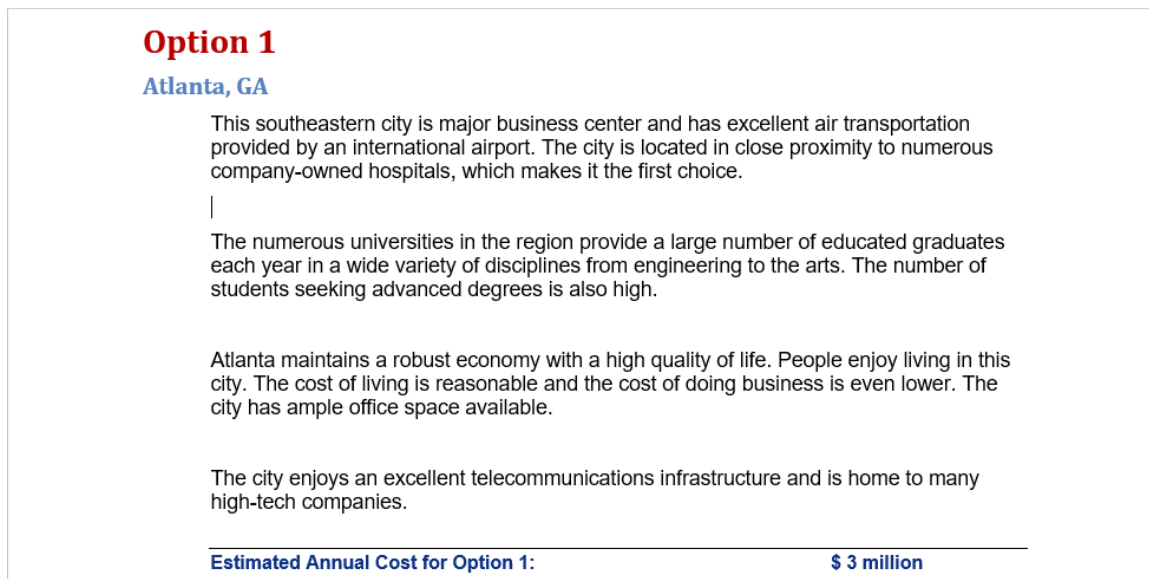 Option 1
Atlanta, GA
This southeastern city is major business center and has excellent air transportation
provided by an international airport. The city is located in close proximity to numerous
company-owned hospitals, which makes it the first choice.
The numerous universities in the region provide a large number of educated graduates
each year in a wide variety of disciplines from engineering to the arts. The number of
students seeking advanced degrees is also high.
Atlanta maintains a robust economy with a high quality of life. People enjoy living in this
city. The cost of living is reasonable and the cost of doing business is even lower. The
city has ample office space available.
The city enjoys an excellent telecommunications infrastructure and is home to many
high-tech companies.
Estimated Annual Cost for Option 1: $ 3 million